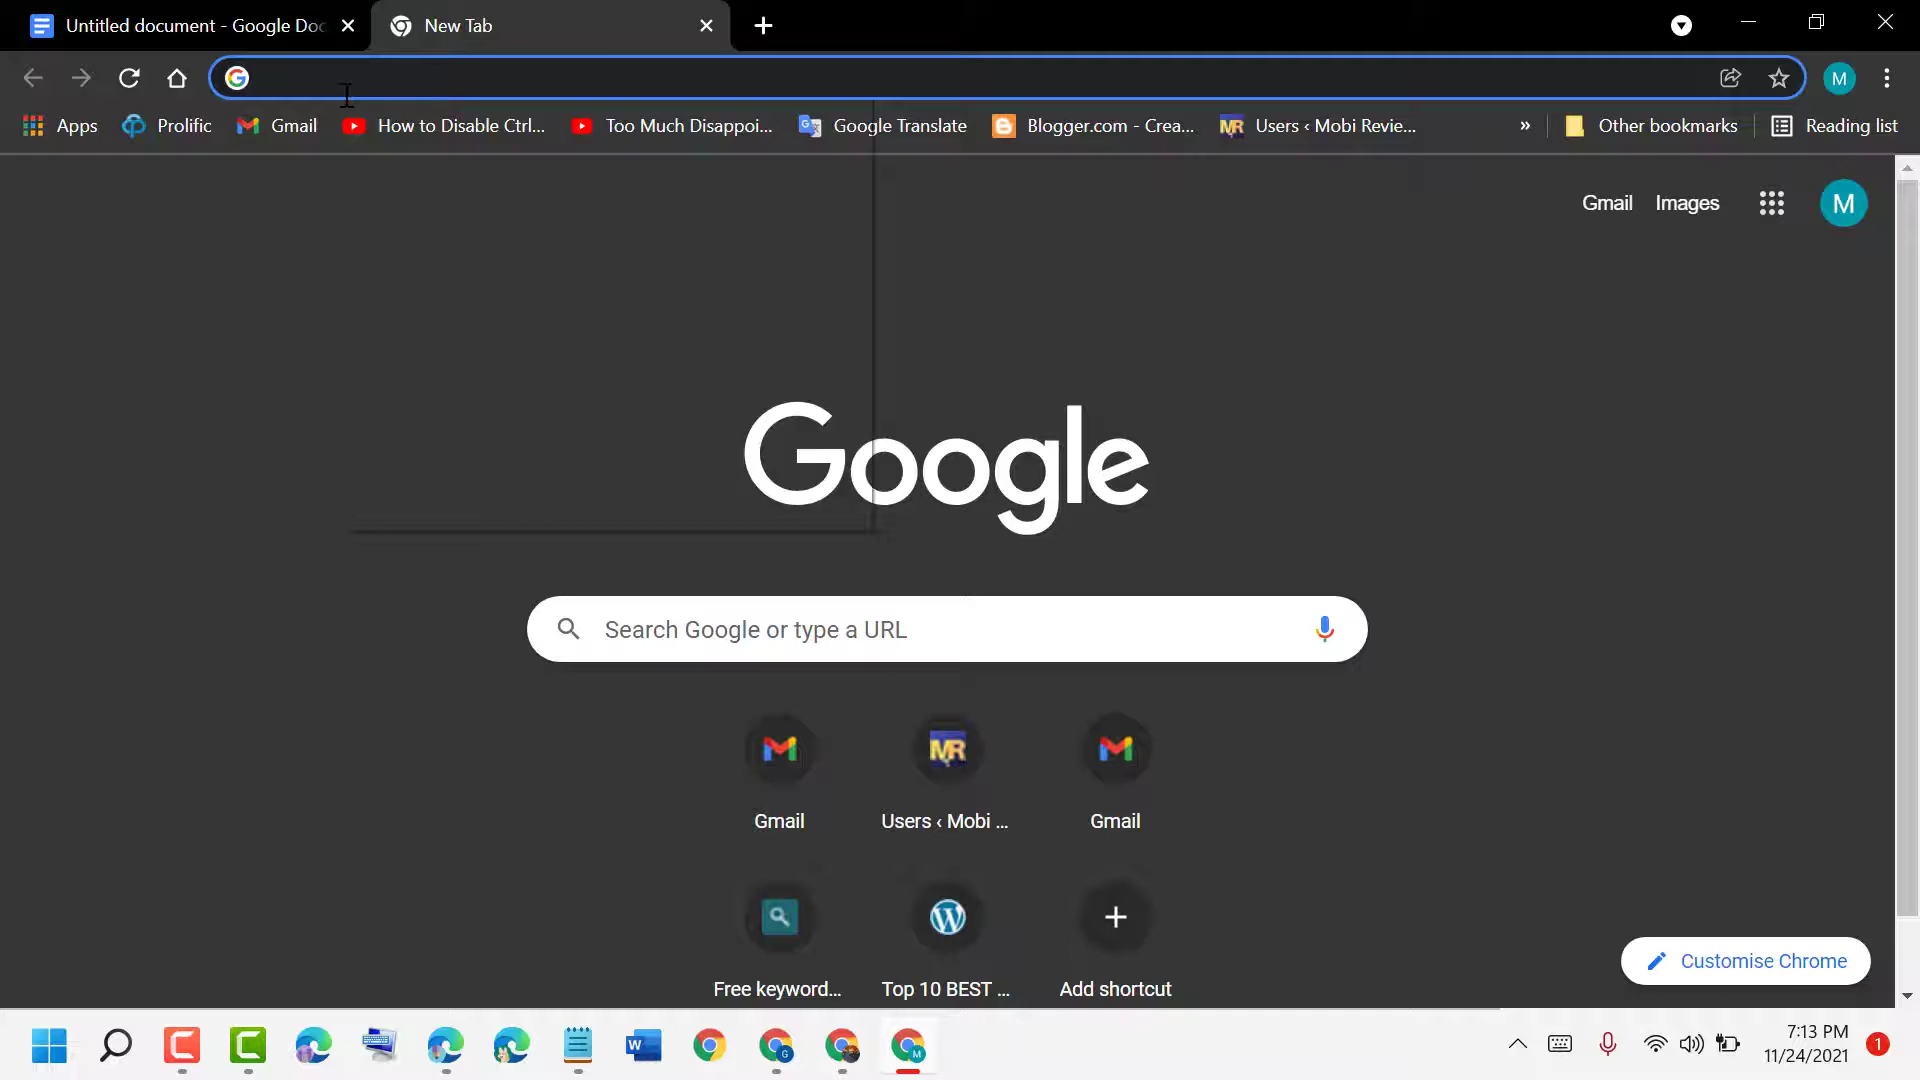 Untitled document - Google Doc
New Tab
M
Apps
Prolific
Gmail
How to Disable Ctrl...
Too Much Disappoi...
Google Translate
Blogger.com - Crea...
Users ‹ Mobi Revie...
»
Other bookmarks
Reading list
Gmail
Images
M
Google
Search Google or type a URL
Gmail
Users ‹ Mobi ...
Gmail
Free keyword...
Top 10 BEST ...
Add shortcut
Customise Chrome
7:13 PM
11/24/2021
1